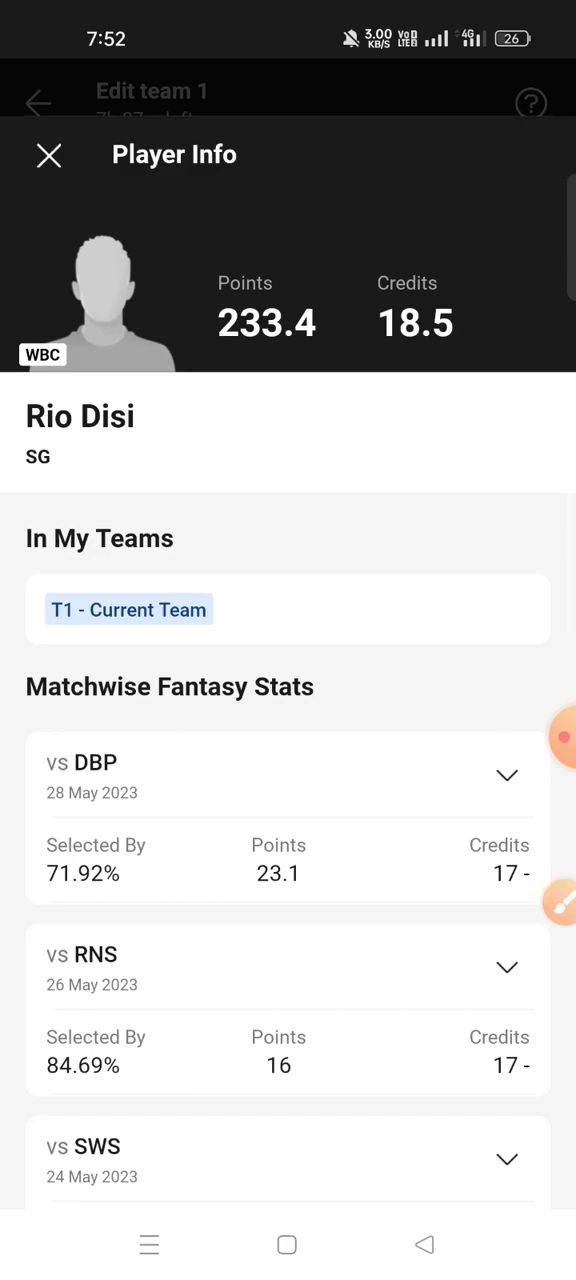 7:52 3.00 KB/S VoD LTE2 4G 26
Edit team 1
Player Info
Points Credits
233.4 18.5
WBC
Rio Disi
SG
In My Teams
T1 - Current Team
Matchwise Fantasy Stats
vs DBP
28 May 2023
Selected By Points Credits
71.92% 23.1 17 -
vs RNS
26 May 2023
Selected By Points Credits
84.69% 16 17 -
vs SWS
24 May 2023